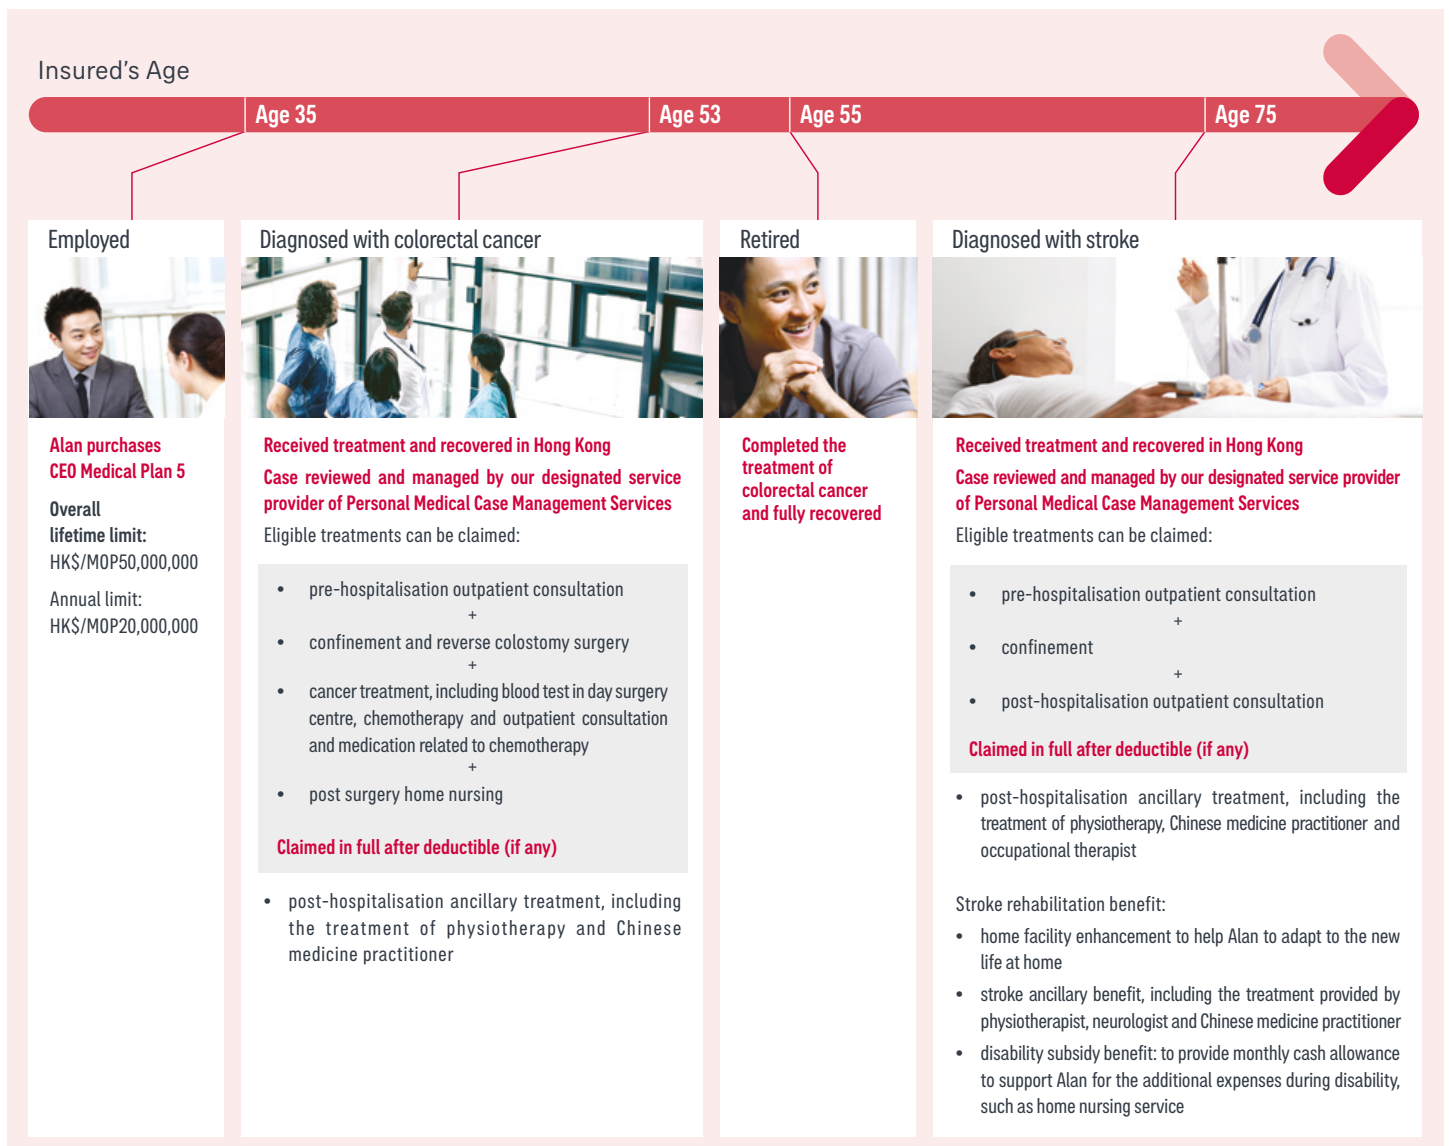 Insured's Age
Age 35
Age 53
Age 55
Age 75
Employed
Alan purchases
CEO Medical Plan 5
Overall
lifetime limit:
HK$/MOP50,000,000
Annual limit:
HK$/MOP20,000,000
Diagnosed with colorectal cancer
Received treatment and recovered in Hong Kong
Case reviewed and managed by our designated service
provider of Personal Medical Case Management Services
Eligible treatments can be claimed:
• pre-hospitalisation outpatient consultation
+
• confinement and reverse colostomy surgery
+
• cancer treatment, including blood test in day surgery
centre, chemotherapy and outpatient consultation
and medication related to chemotherapy
+
• post surgery home nursing
Claimed in full after deductible (if any)
• post-hospitalisation ancillary treatment, including
the treatment of physiotherapy and Chinese
medicine practitioner
Retired
Completed the
treatment of
colorectal cancer
and fully recovered
Diagnosed with stroke
Received treatment and recovered in Hong Kong
Case reviewed and managed by our designated service provider
of Personal Medical Case Management Services
Eligible treatments can be claimed:
• pre-hospitalisation outpatient consultation
+
• confinement
+
• post-hospitalisation outpatient consultation
Claimed in full after deductible (if any)
• post-hospitalisation ancillary treatment, including the
treatment of physiotherapy, Chinese medicine practitioner and
occupational therapist
Stroke rehabilitation benefit:
• home facility enhancement to help Alan to adapt to the new
life at home
• stroke ancillary benefit, including the treatment provided by
physiotherapist, neurologist and Chinese medicine practitioner
• disability subsidy benefit: to provide monthly cash allowance
to support Alan for the additional expenses during disability,
such as home nursing service